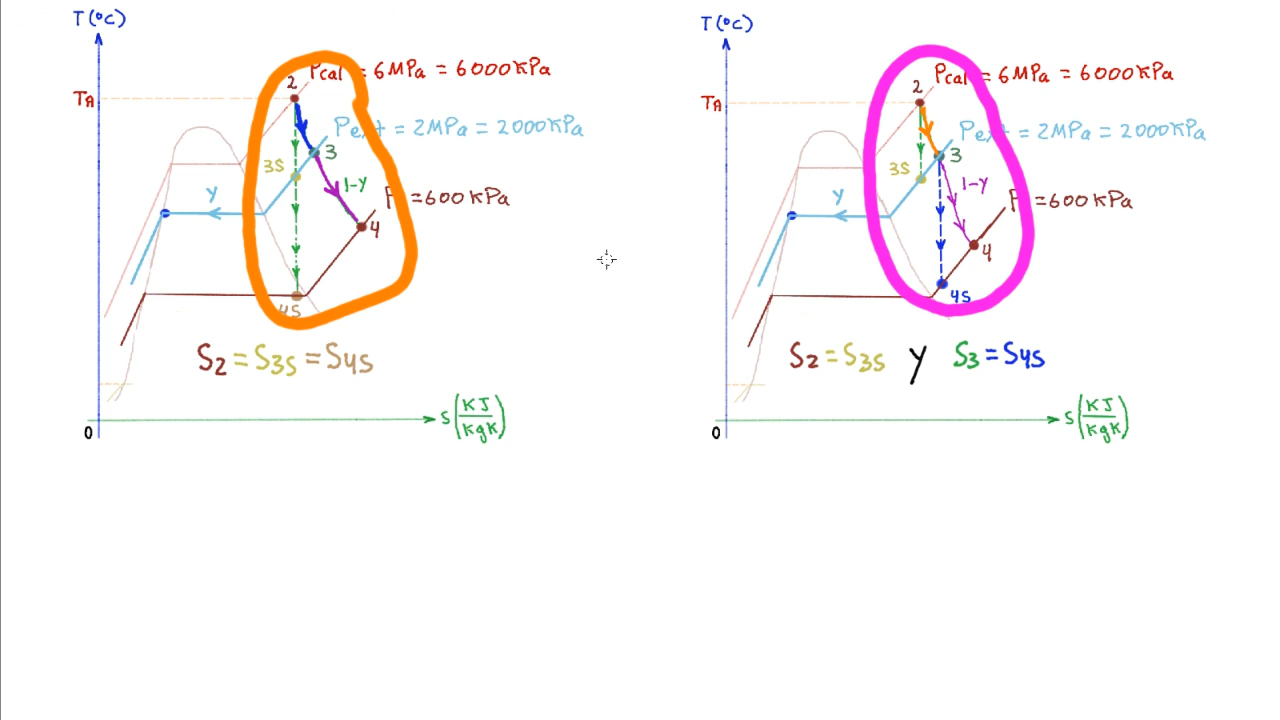 T(ºC)
2
Pcal = 6MPa = 6000KPa
TA
Pext = 2MPa = 2000KPa
3
3S
1-y
y
P =600KPa
4
4S
S2 = S3S = S4S
S(KJ/KgK)
0
T(ºC)
2
Pcal = 6MPa = 6000KPa
TA
Pext = 2MPa = 2000KPa
3
3S
1-y
y
P =600KPa
4
4S
S2 = S3S y S3 = S4S
S(KJ/KgK)
0